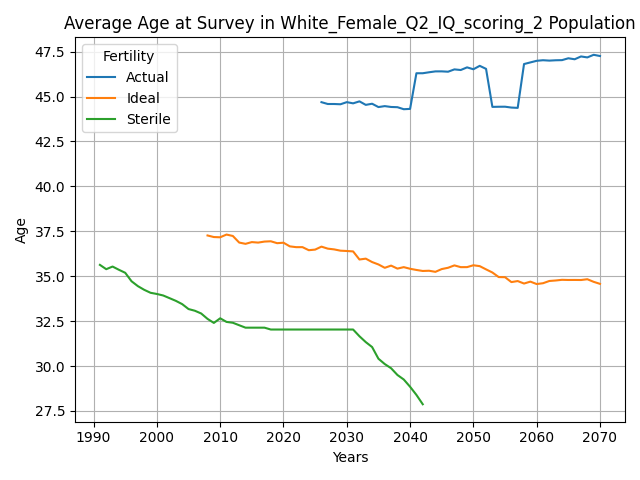 Average Age at Survey in White_Female_Q2_IQ_scoring_2 Population
Fertility
Actual
Ideal
Sterile
47.5
45.0
42.5
40.0
37.5
35.0
32.5
30.0
27.5
Age
1990 2000 2010 2020 2030 2040 2050 2060 2070
Years